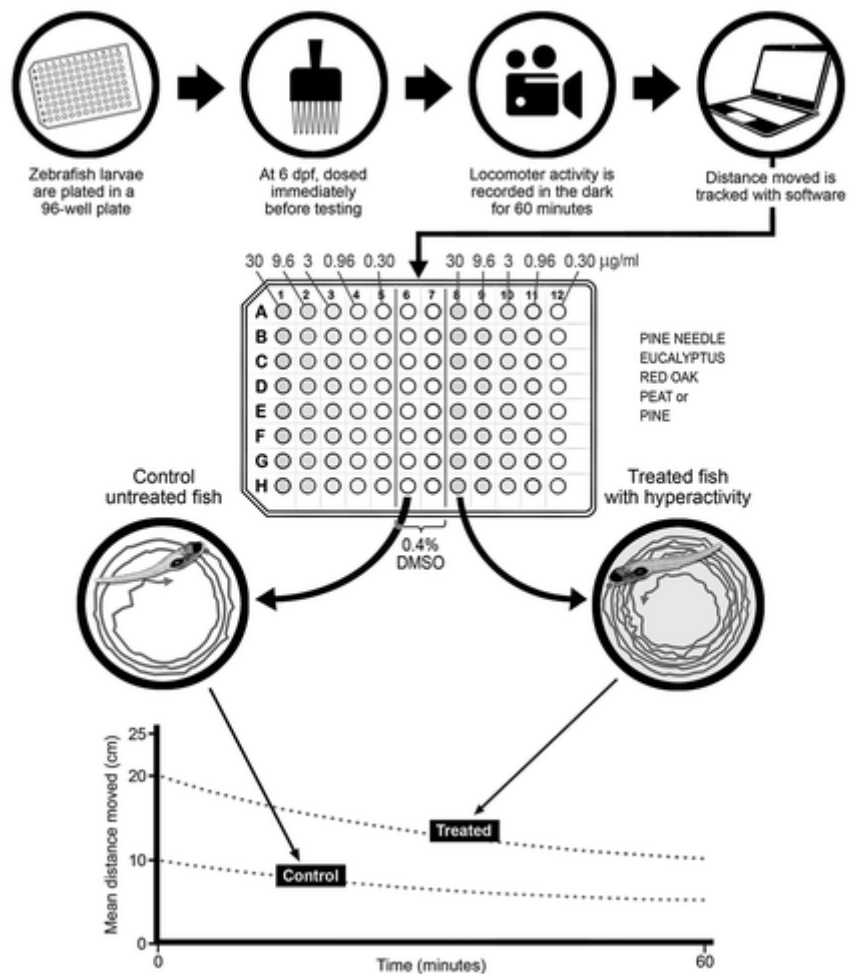 Zebrafish larvae
are plated in a
96-well plate
At 6 dpf, dosed
immediately
before testing
Locomoter activity is
recorded in the dark
for 60 minutes
Distance moved is
tracked with software
30 9.6 3 0.96 0.30 30 9.6 3 0.96 0.30 µg/ml
1 2 3 4 5 6 7 8 9 10 11 12
A
B
C
D
E
F
G
H
PINE NEEDLE
EUCALYPTUS
RED OAK
PEAT or
PINE
Control
untreated fish
0.4%
DMSO
Treated fish
with hyperactivity
Mean distance moved (cm)
25
20
10
0
Treated
Control
0
60
Time (minutes)